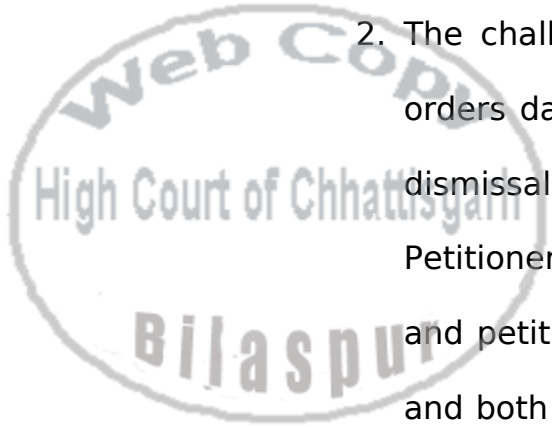 2. The chall
orders da
dismissal
Petitioner
and petit
and both
Web Copy
High Court of Chhattisgarh
Bilaspur